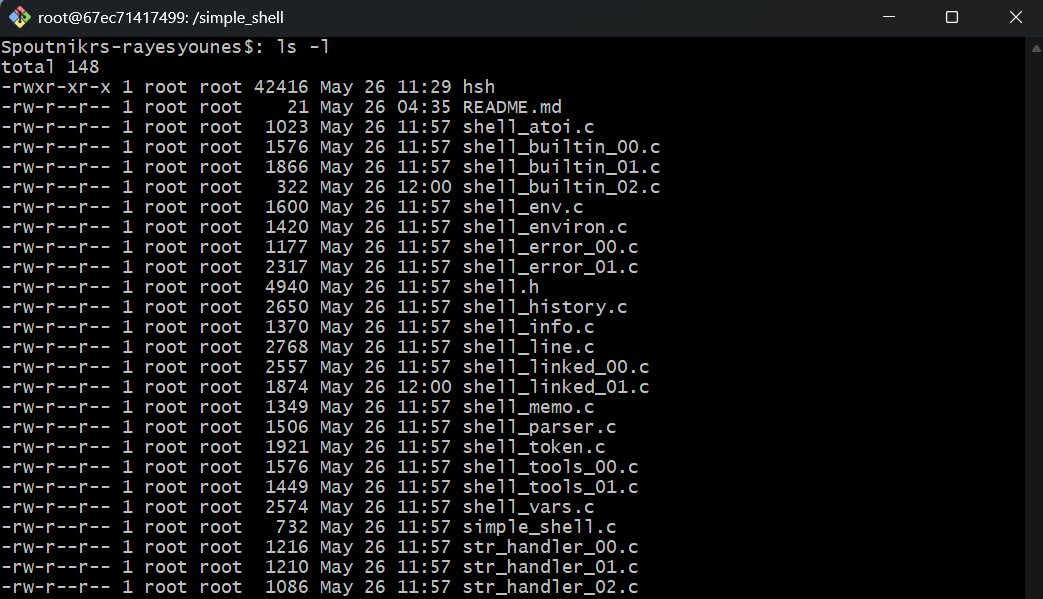 root@67ec71417499: /simple_shell
Spoutnikrs-rayesyounes$: ls -l
total 148
-rwxr-xr-x 1 root root 42416 May 26 11:29 hsh
-rw-r--r-- 1 root root    21 May 26 04:35 README.md
-rw-r--r-- 1 root root  1023 May 26 11:57 shell_atoi.c
-rw-r--r-- 1 root root  1576 May 26 11:57 shell_builtin_00.c
-rw-r--r-- 1 root root  1866 May 26 11:57 shell_builtin_01.c
-rw-r--r-- 1 root root   322 May 26 12:00 shell_builtin_02.c
-rw-r--r-- 1 root root  1600 May 26 11:57 shell_env.c
-rw-r--r-- 1 root root  1420 May 26 11:57 shell_environ.c
-rw-r--r-- 1 root root  1177 May 26 11:57 shell_error_00.c
-rw-r--r-- 1 root root  2317 May 26 11:57 shell_error_01.c
-rw-r--r-- 1 root root  4940 May 26 11:57 shell.h
-rw-r--r-- 1 root root  2650 May 26 11:57 shell_history.c
-rw-r--r-- 1 root root  1370 May 26 11:57 shell_info.c
-rw-r--r-- 1 root root  2768 May 26 11:57 shell_line.c
-rw-r--r-- 1 root root  2557 May 26 11:57 shell_linked_00.c
-rw-r--r-- 1 root root  1874 May 26 12:00 shell_linked_01.c
-rw-r--r-- 1 root root  1349 May 26 11:57 shell_memo.c
-rw-r--r-- 1 root root  1506 May 26 11:57 shell_parser.c
-rw-r--r-- 1 root root  1921 May 26 11:57 shell_token.c
-rw-r--r-- 1 root root  1576 May 26 11:57 shell_tools_00.c
-rw-r--r-- 1 root root  1449 May 26 11:57 shell_tools_01.c
-rw-r--r-- 1 root root  2574 May 26 11:57 shell_vars.c
-rw-r--r-- 1 root root   732 May 26 11:57 simple_shell.c
-rw-r--r-- 1 root root  1216 May 26 11:57 str_handler_00.c
-rw-r--r-- 1 root root  1210 May 26 11:57 str_handler_01.c
-rw-r--r-- 1 root root  1086 May 26 11:57 str_handler_02.c